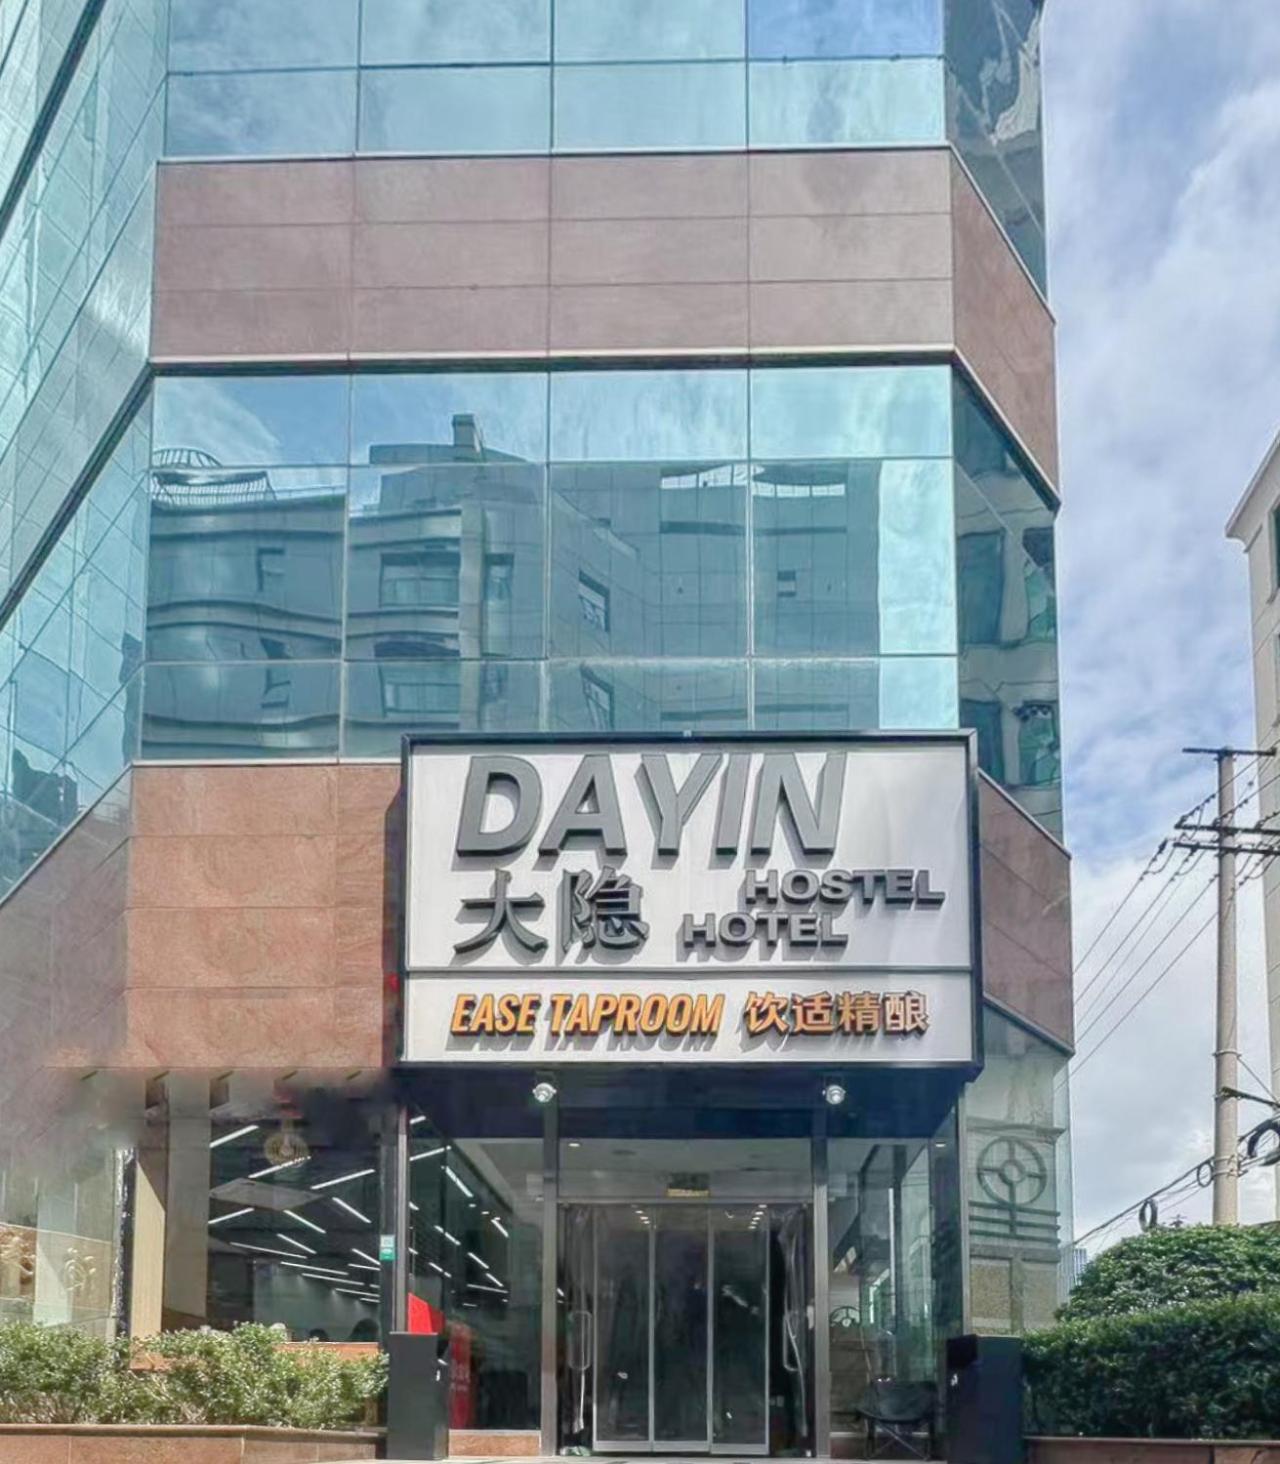 DAYIN
大隐 HOSTEL
HOTEL
EASE TAPROOM 饮适精酿